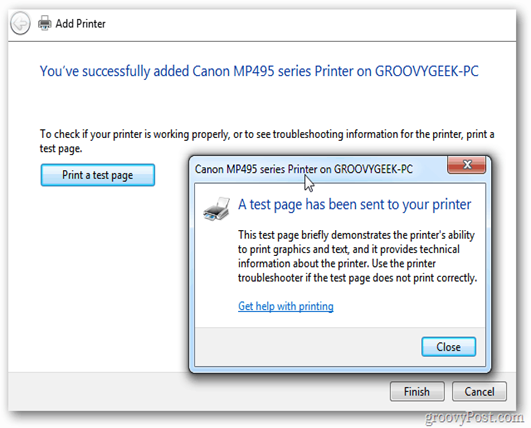 Add Printer
You've successfully added Canon MP495 series Printer on GROOVYGEEK-PC
To check if your printer is working properly, or to see troubleshooting information for the printer, print a
test page.
Print a test page
Canon MP495 series Printer on GROOVYGEEK-PC
A test page has been sent to your printer
This test page briefly demonstrates the printer's ability
to print graphics and text, and it provides technical
information about the printer. Use the printer
troubleshooter if the test page does not print correctly.
Get help with printing
Close
Finish
Cancel
groovyPost.com